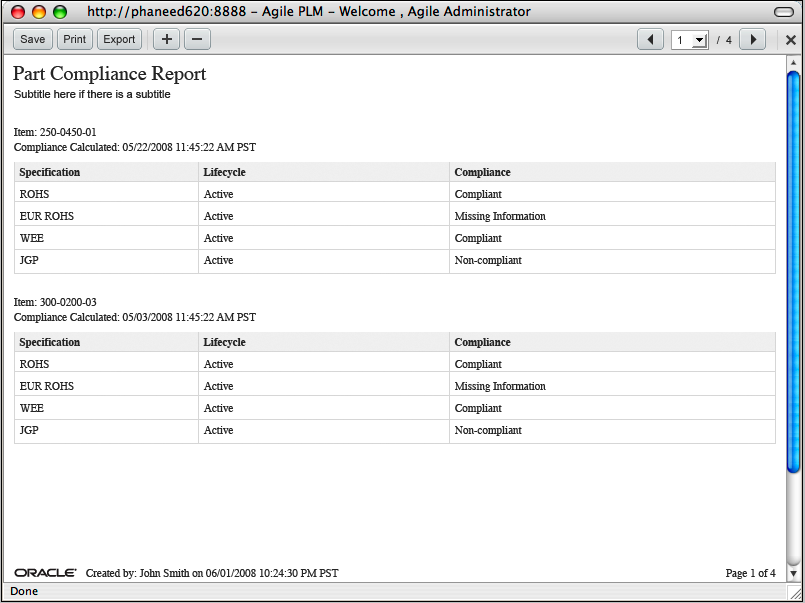 http://phaneed620:8888 – Agile PLM – Welcome , Agile Administrator
Save Print Export + − 1 / 4
Part Compliance Report
Subtitle here if there is a subtitle
Item: 250-0450-01
Compliance Calculated: 05/22/2008 11:45:22 AM PST
Specification Lifecycle Compliance
ROHS Active Compliant
EUR ROHS Active Missing Information
WEE Active Compliant
JGP Active Non-compliant
Item: 300-0200-03
Compliance Calculated: 05/03/2008 11:45:22 AM PST
Specification Lifecycle Compliance
ROHS Active Compliant
EUR ROHS Active Missing Information
WEE Active Compliant
JGP Active Non-compliant
ORACLE Created by: John Smith on 06/01/2008 10:24:30 PM PST Page 1 of 4
Done